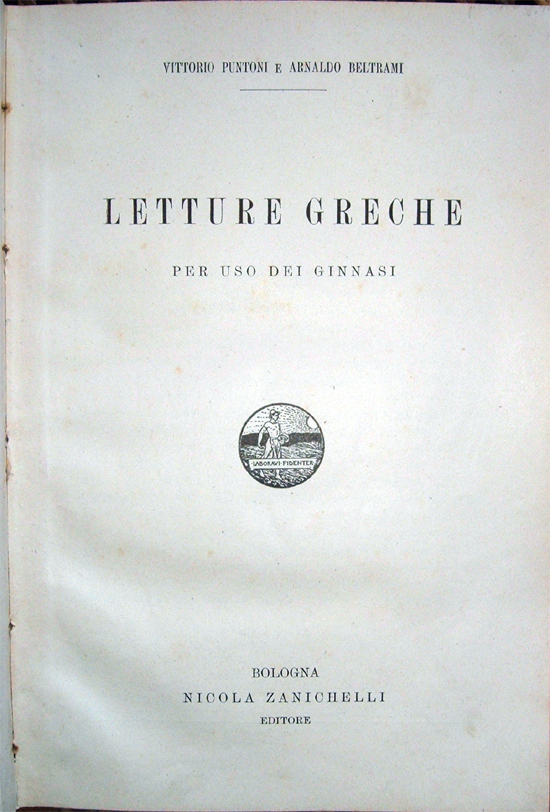 VITTORIO PUNTONI E ARNALDO BELTRAMI
LETTURE GRECHE
PER USO DEI GINNASI
LABORAVI FIDENTER
BOLOGNA
NICOLA ZANICHELLI
EDITORE